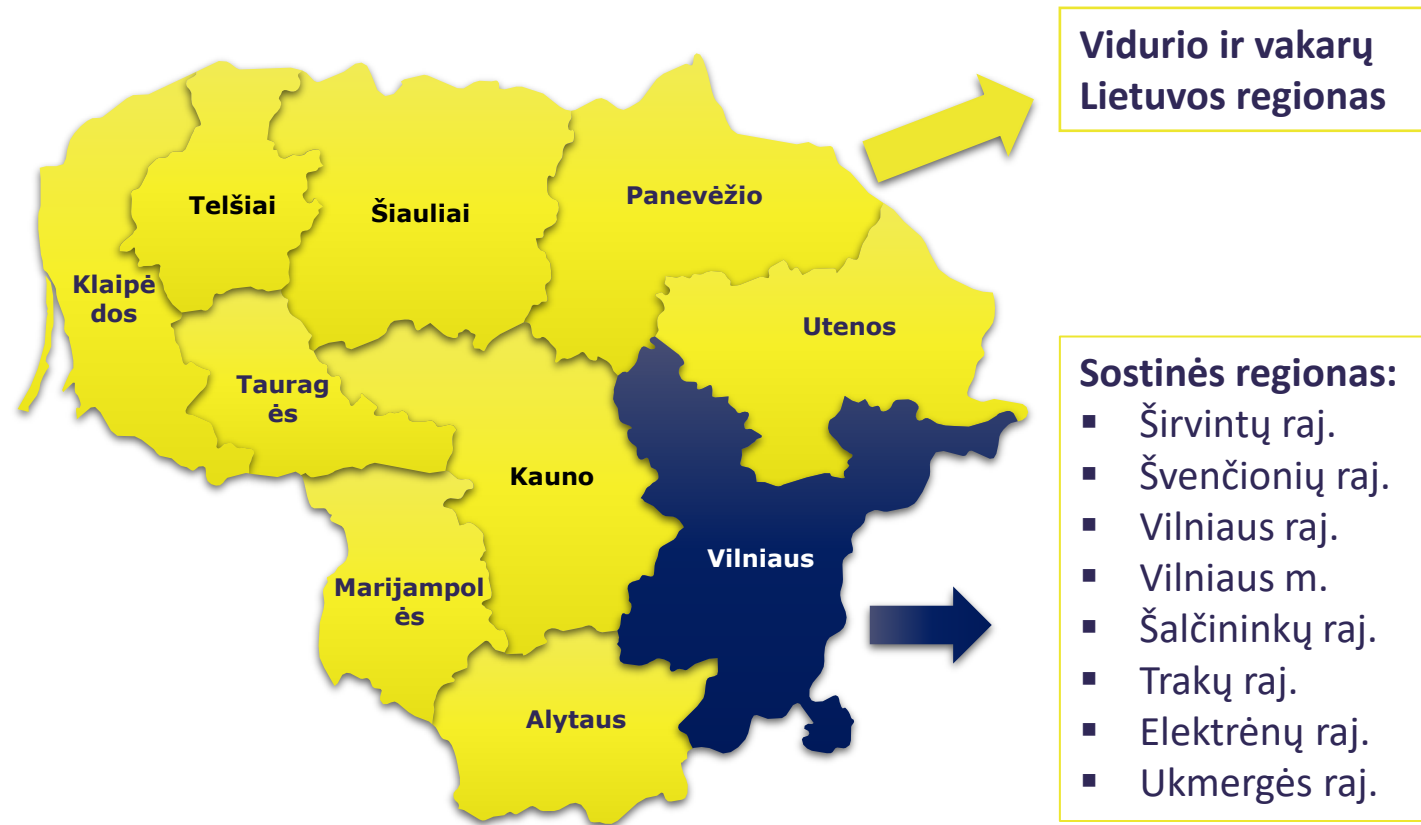 Vidurio ir vakarų
Lietuvos regionas
Telšiai
Šiauliai
Panevėžio
Klaipė
dos
Utenos
Taurag
ės
Kauno
Vilniaus
Marijampol
ės
Alytaus
Sostinės regionas:
▪ Širvintų raj.
▪ Švenčionių raj.
▪ Vilniaus raj.
▪ Vilniaus m.
▪ Šalčininkų raj.
▪ Trakų raj.
▪ Elektrėnų raj.
▪ Ukmergės raj.